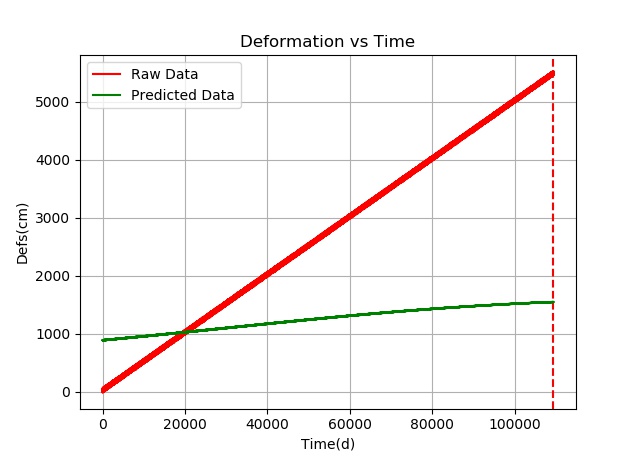 Deformation vs Time
Raw Data
Predicted Data
Defs(cm)
5000
4000
3000
2000
1000
0
0 20000 40000 60000 80000 100000
Time(d)